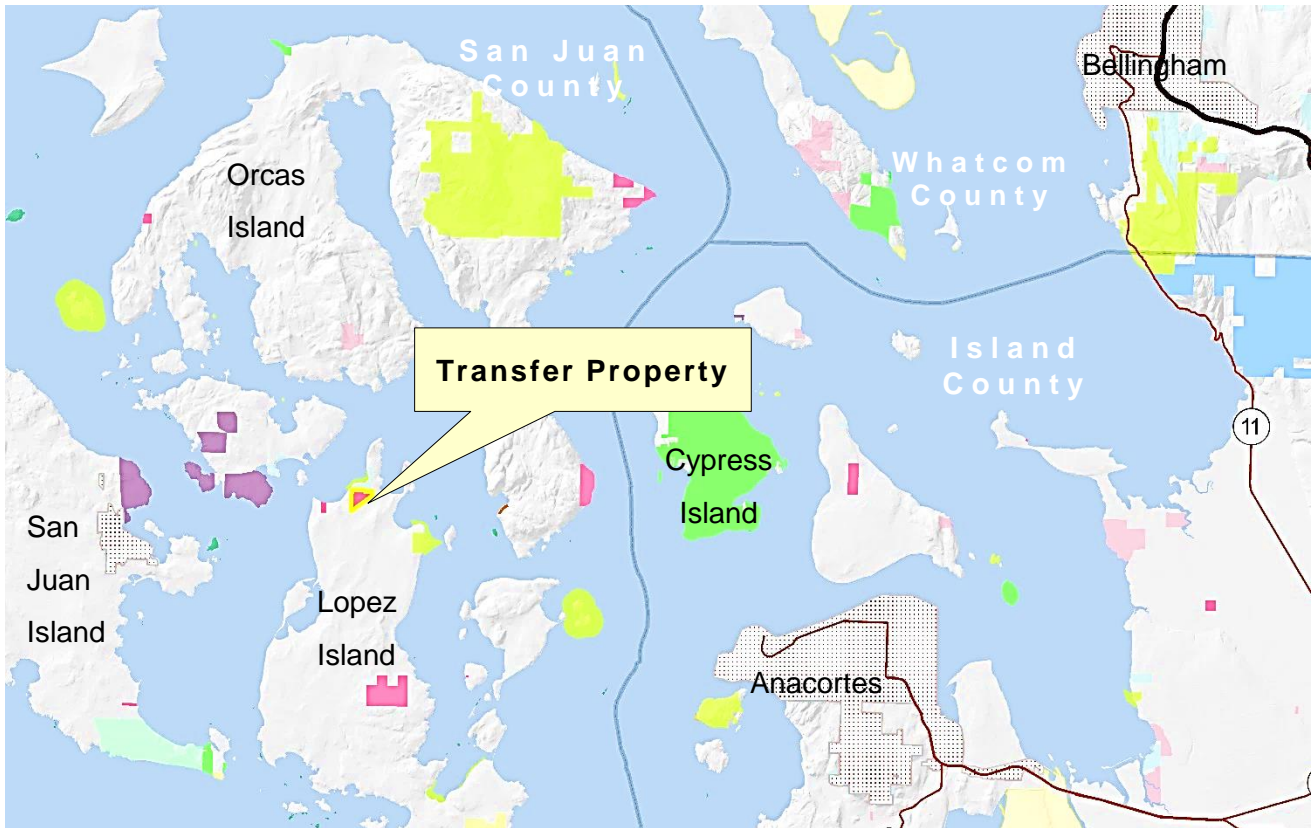 San Juan
County
Bellingham
Orcas
Island
Whatcom
County
Transfer Property
Island
County
11
Cypress
Island
San
Juan
Island
Lopez
Island
Anacortes